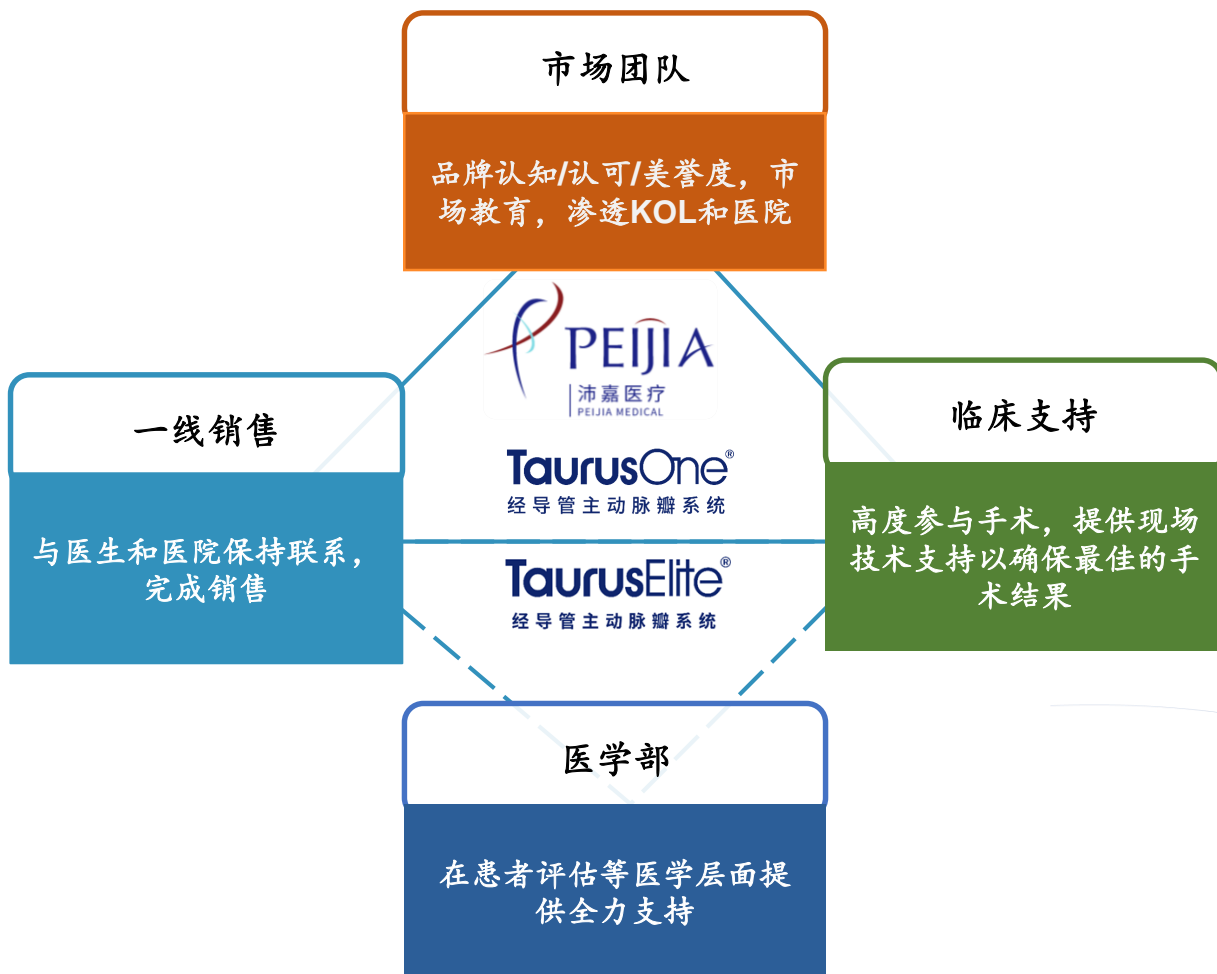 市场团队
品牌认知/认可/美誉度，市
场教育，渗透KOL和医院
PEIJIA
沛嘉医疗
PEIJIA MEDICAL
一线销售
与医生和医院保持联系，
完成销售
TaurusOne®
经导管主动脉瓣系统
TaurusElite®
经导管主动脉瓣系统
临床支持
高度参与手术，提供现场
技术支持以确保最佳的手
术结果
医学部
在患者评估等医学层面提
供全力支持